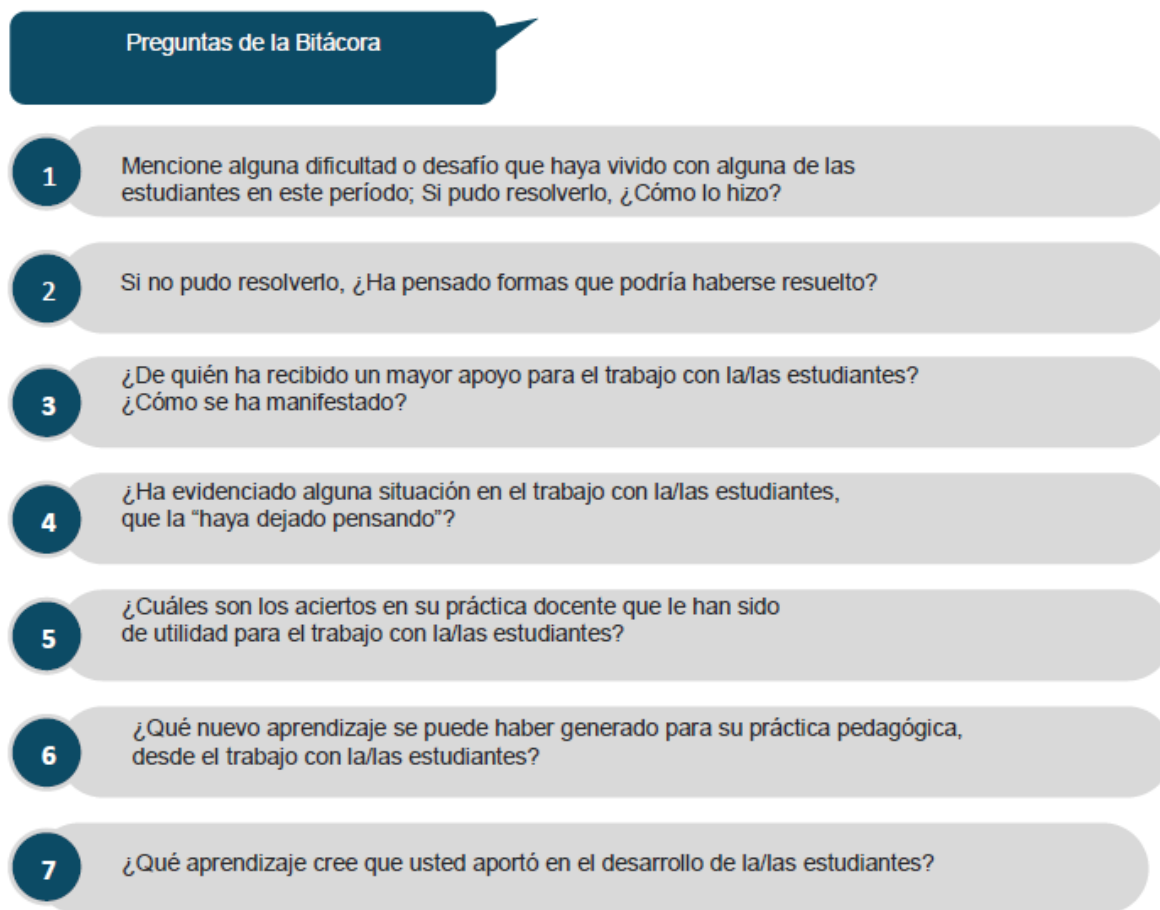 Preguntas de la Bitácora
1
Mencione alguna dificultad o desafío que haya vivido con alguna de las
estudiantes en este período; Si pudo resolverlo, ¿Cómo lo hizo?
2
Si no pudo resolverlo, ¿Ha pensado formas que podría haberse resuelto?
3
¿De quién ha recibido un mayor apoyo para el trabajo con la/las estudiantes?
¿Cómo se ha manifestado?
4
¿Ha evidenciado alguna situación en el trabajo con la/las estudiantes,
que la “haya dejado pensando”?
5
¿Cuáles son los aciertos en su práctica docente que le han sido
de utilidad para el trabajo con la/las estudiantes?
6
¿Qué nuevo aprendizaje se puede haber generado para su práctica pedagógica,
desde el trabajo con la/las estudiantes?
7
¿Qué aprendizaje cree que usted aportó en el desarrollo de la/las estudiantes?